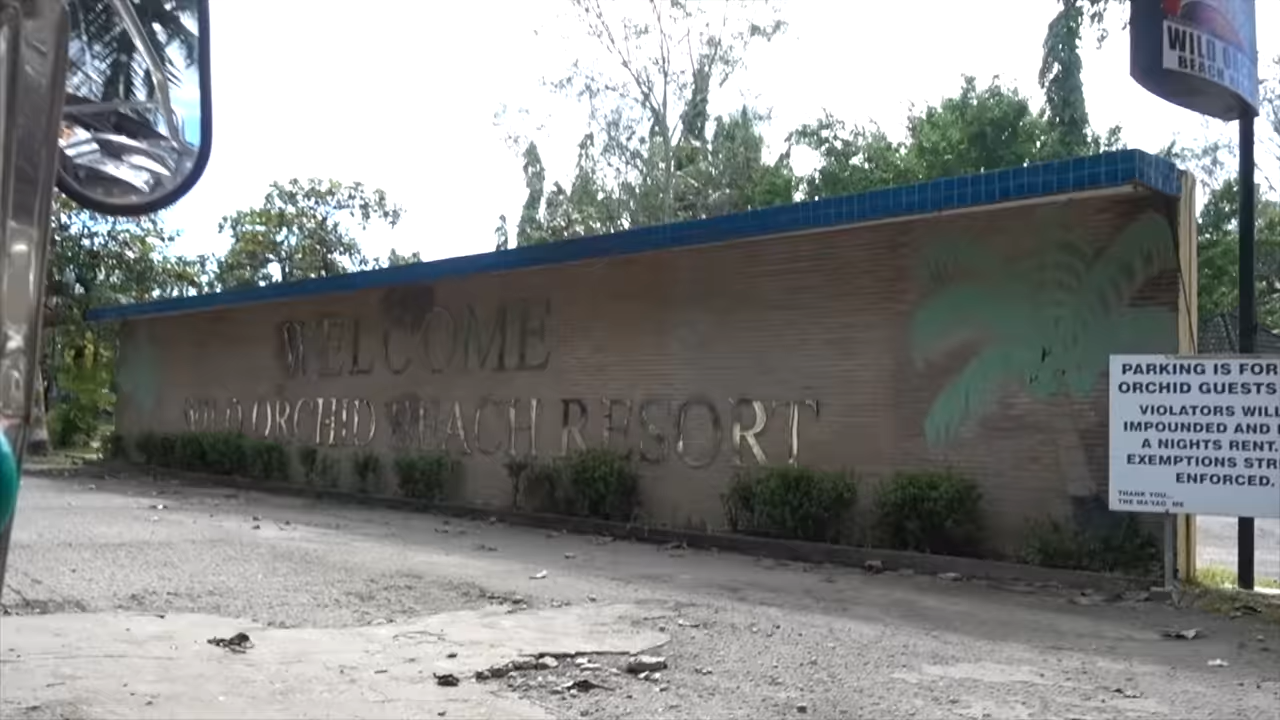 WILD OR
BEACH
WELCOME
WILD ORCHID BEACH RESORT
PARKING IS FOR
ORCHID GUESTS
VIOLATORS WILL
IMPOUNDED AND
A NIGHTS RENT.
EXEMPTIONS STR
ENFORCED.
THANK YOU...